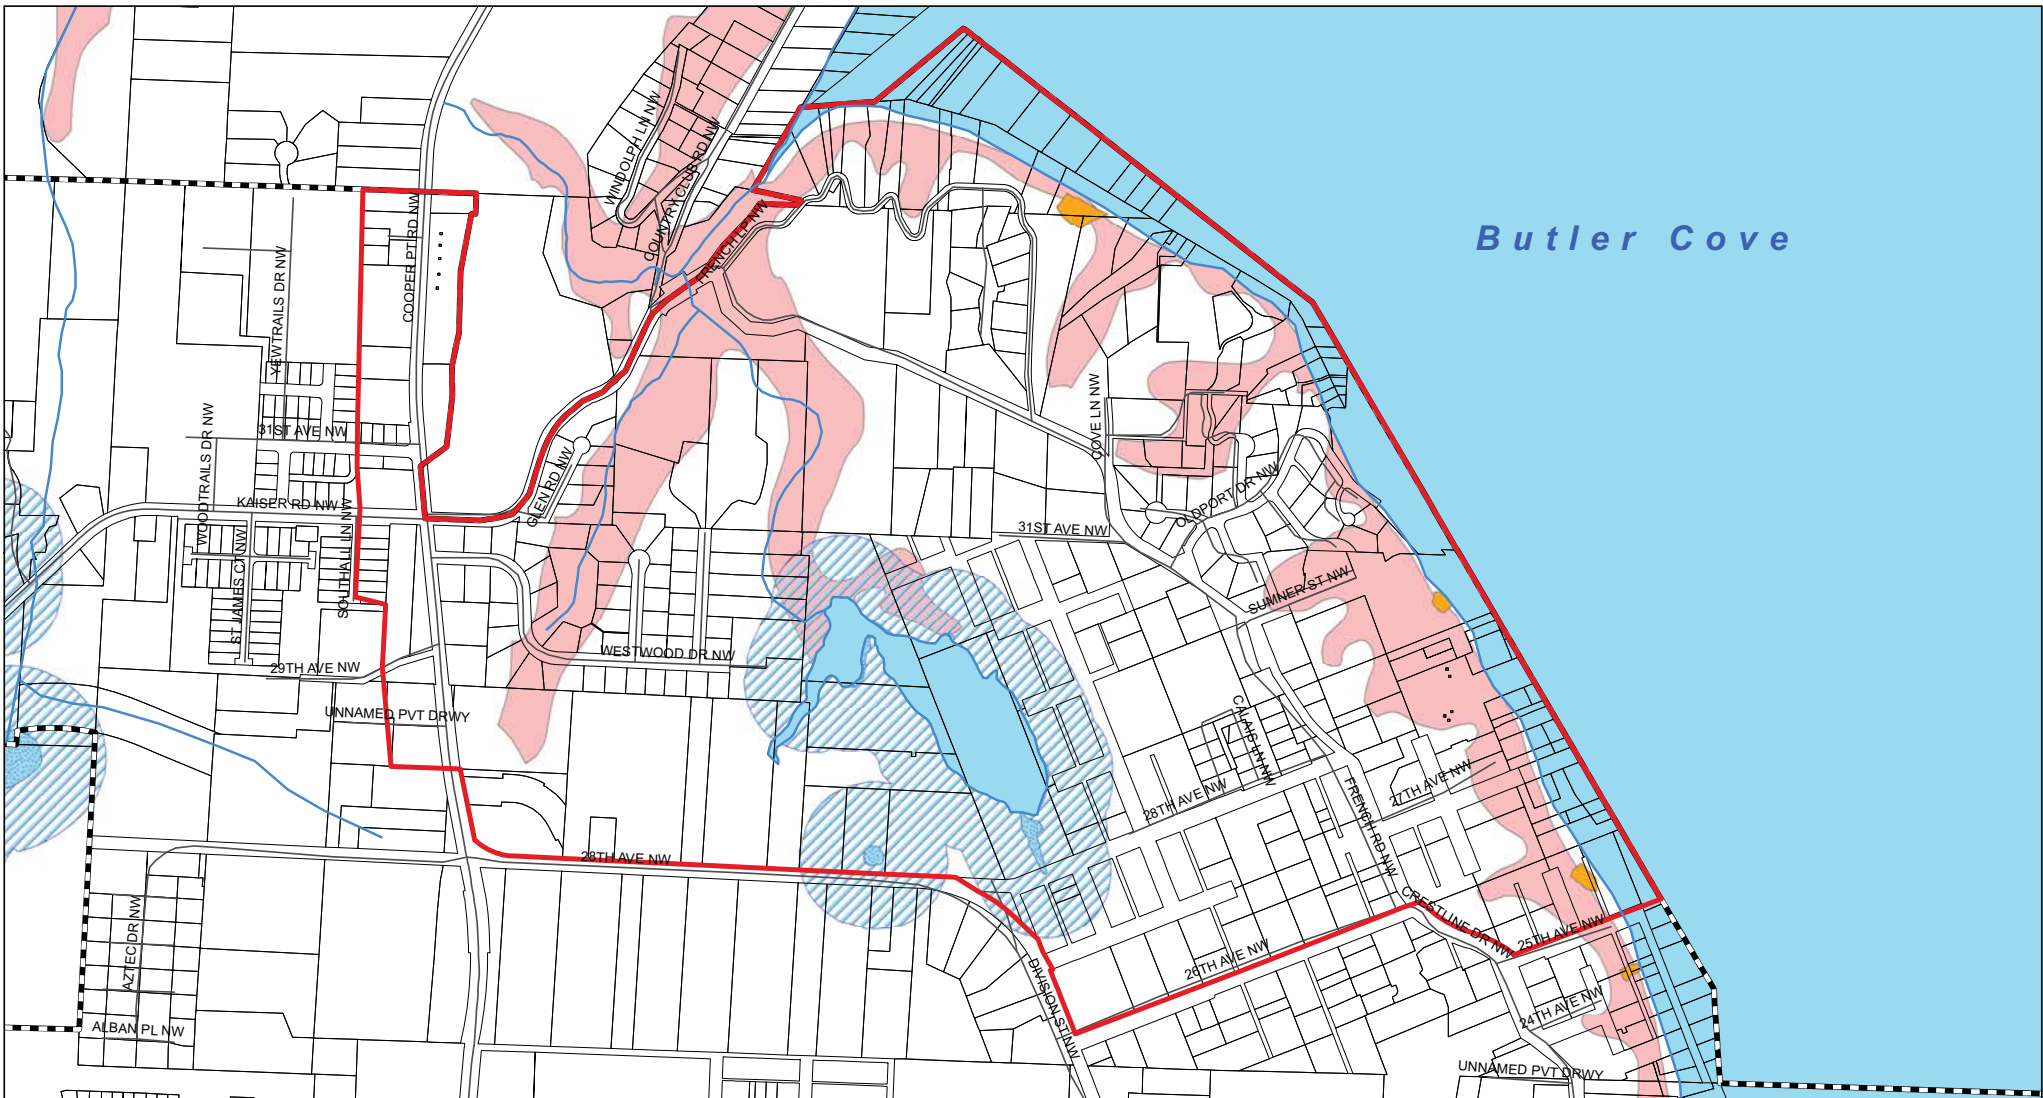 WINDOLPH LN NW
COUNTRY CLUB RD NW
FRENCH LP NW
COOPER PT RD NW
Butler Cove
YEWTRAILS DR NW
31ST AVE NW
WOODTRAILS DR NW
KAISER RD NW
GLEN RD NW
COVE LN NW
OLDPORT DR NW
31ST AVE NW
ST JAMES CT NW
SOUTHALL LN NW
SUMNER ST NW
29TH AVE NW
WESTWOOD DR NW
UNNAMED PVT DRWY
CALAIS LN NW
28TH AVE NW
27TH AVE NW
FRENCH RD NW
28TH AVE NW
CRESTLINE DR NW
25TH AVE NW
26TH AVE NW
AZTEC DR NW
DIVISION ST NW
24TH AVE NW
ALBAN PL NW
UNNAMED PVT DRWY